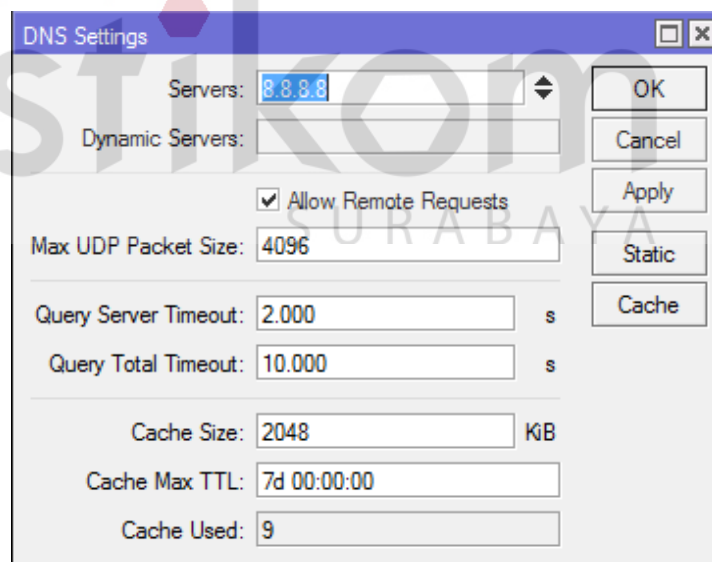 DNS Settings
Servers: 8.8.8.8
Dynamic Servers:
Allow Remote Requests
Max UDP Packet Size: 4096
Query Server Timeout: 2.000 s
Query Total Timeout: 10.000 s
Cache Size: 2048 KiB
Cache Max TTL: 7d 00:00:00
Cache Used: 9
OK
Cancel
Apply
Static
Cache
stikom
SURABAYA